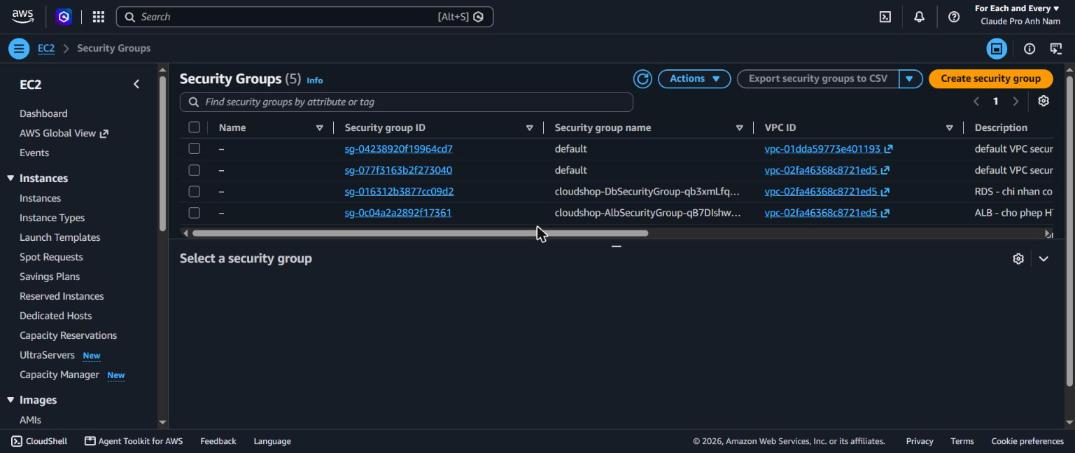 aws
Search
[Alt+S]
For Each and Every
Claude Pro Anh Nam
EC2 > Security Groups
EC2
Dashboard
AWS Global View
Events
Instances
Instances
Instance Types
Launch Templates
Spot Requests
Savings Plans
Reserved Instances
Dedicated Hosts
Capacity Reservations
UltraServers New
Capacity Manager New
Images
AMIs
Security Groups (5) Info
Actions
Export security groups to CSV
Create security group
Find security groups by attribute or tag
1
Name Security group ID Security group name VPC ID Description
– sg-04238920f19964cd7 default vpc-01dda59773e401193 default VPC secur
– sg-077f3163b2f273040 default vpc-02fa46368c8721ed5 default VPC secur
– sg-016312b3877cc09d2 cloudshop-DbSecurityGroup-qb3xmLfq... vpc-02fa46368c8721ed5 RDS - chi nhan co
– sg-0c04a2a2892f17361 cloudshop-AlbSecurityGroup-qB7DIshw... vpc-02fa46368c8721ed5 ALB - cho phep HT
Select a security group
CloudShell Agent Toolkit for AWS Feedback Language
© 2026, Amazon Web Services, Inc. or its affiliates. Privacy Terms Cookie preferences